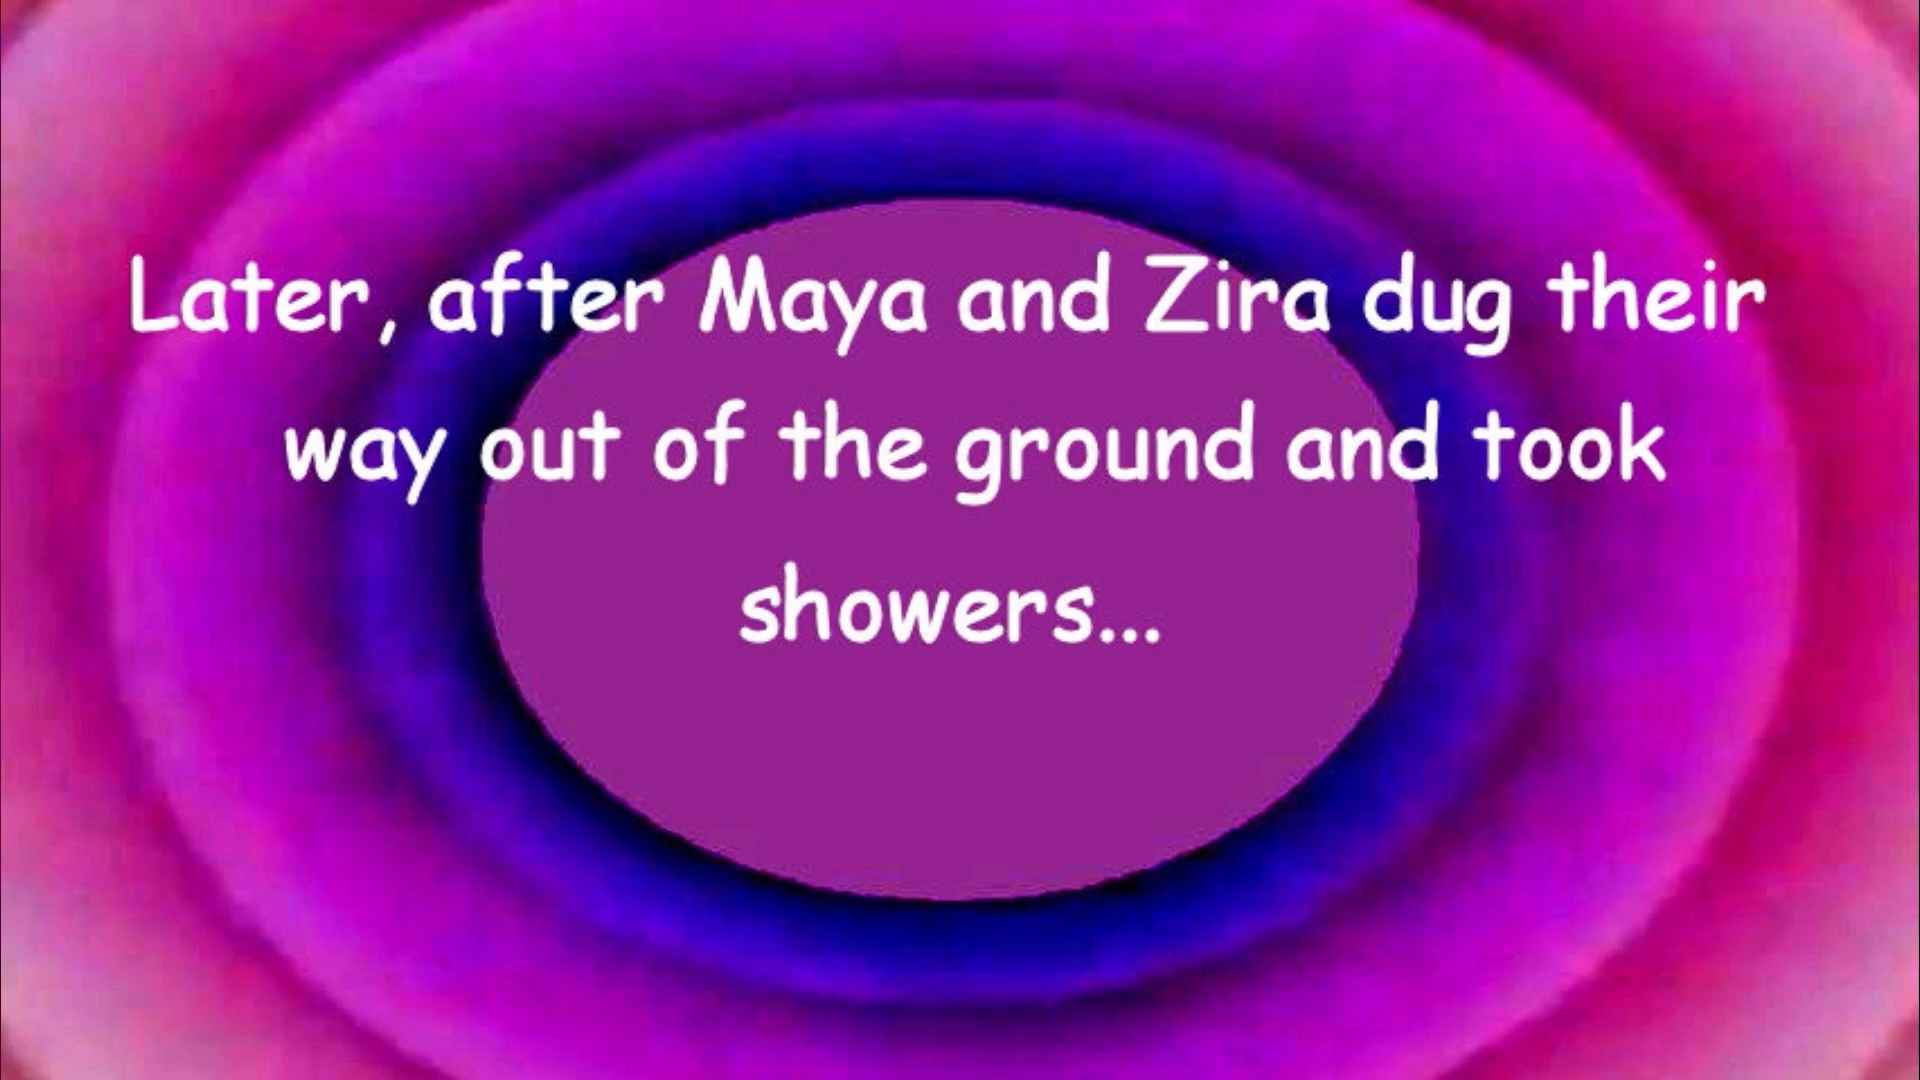 Later, after Maya and Zira dug their
way out of the ground and took
showers...